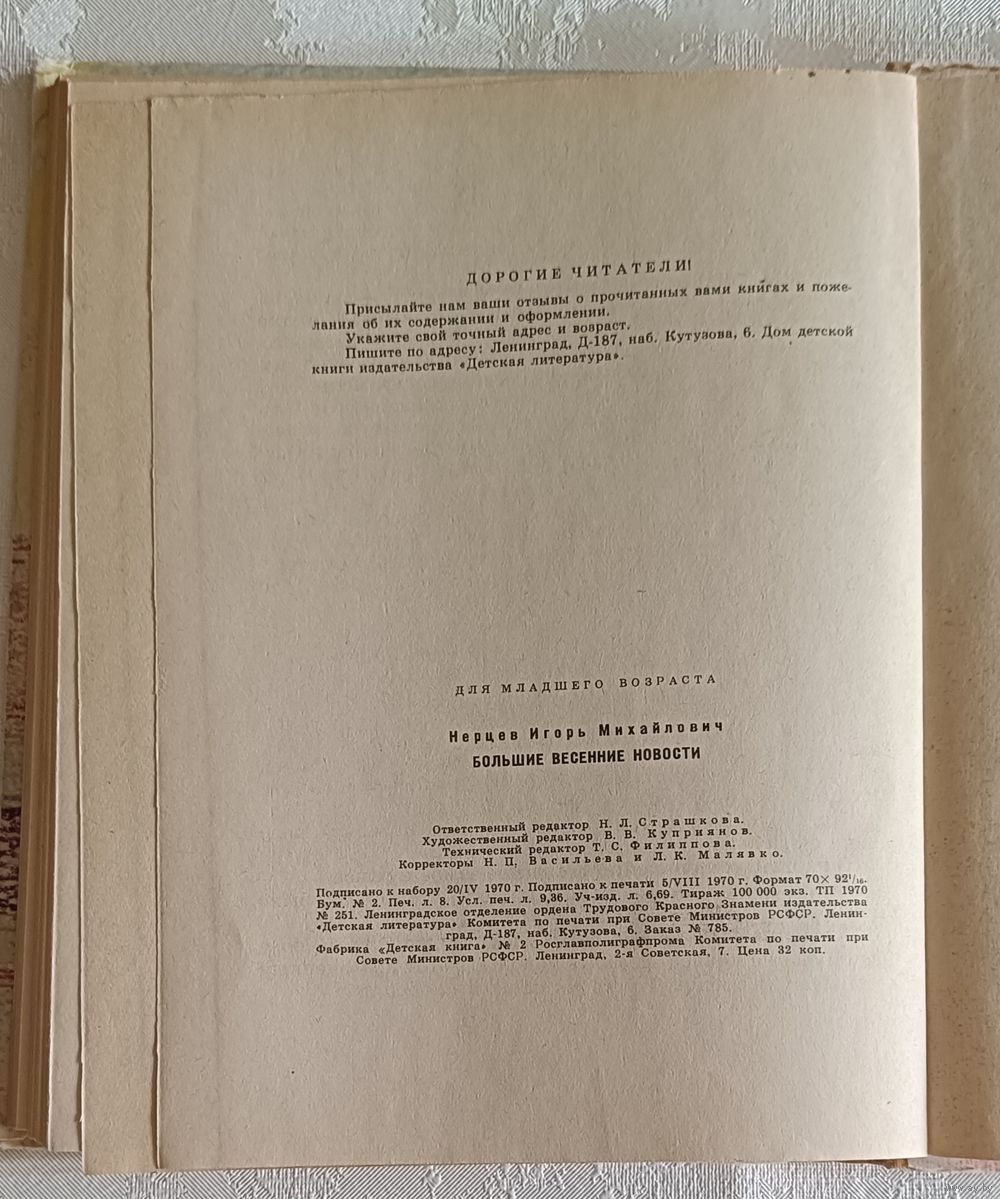 ДОРОГИЕ ЧИТАТЕЛИ!
Присылайте нам ваши отзывы о прочитанных вами книгах и поже-
лания об их содержании и оформлении.
Укажите свой точный адрес и возраст.
Пишите по адресу: Ленинград, Д-187, наб. Кутузова, 6. Дом детской
книги издательства «Детская литература».
ДЛЯ МЛАДШЕГО ВОЗРАСТА
Нерцев Игорь Михайлович
БОЛЬШИЕ ВЕСЕННИЕ НОВОСТИ
Ответственный редактор Н. Л. Страшкова.
Художественный редактор В. В. Куприянов.
Технический редактор Т. С. Филиппова.
Корректоры Н. П. Васильева и Л. К. Малявко.
Подписано к набору 20/IV 1970 г. Подписано к печати 5/VIII 1970 г. Формат 70×92¹/₁₆.
Бум. № 2. Печ. л. 8. Усл. печ. л. 9,36. Уч-изд. л. 6,69. Тираж 100 000 экз. ТП 1970
№ 251. Ленинградское отделение ордена Трудового Красного Знамени издательства
«Детская литература» Комитета по печати при Совете Министров РСФСР. Ленин-
град, Д-187, наб. Кутузова, 6. Заказ № 785.
Фабрика «Детская книга» № 2 Росглавполиграфпрома Комитета по печати при
Совете Министров РСФСР. Ленинград, 2-я Советская, 7. Цена 32 коп.